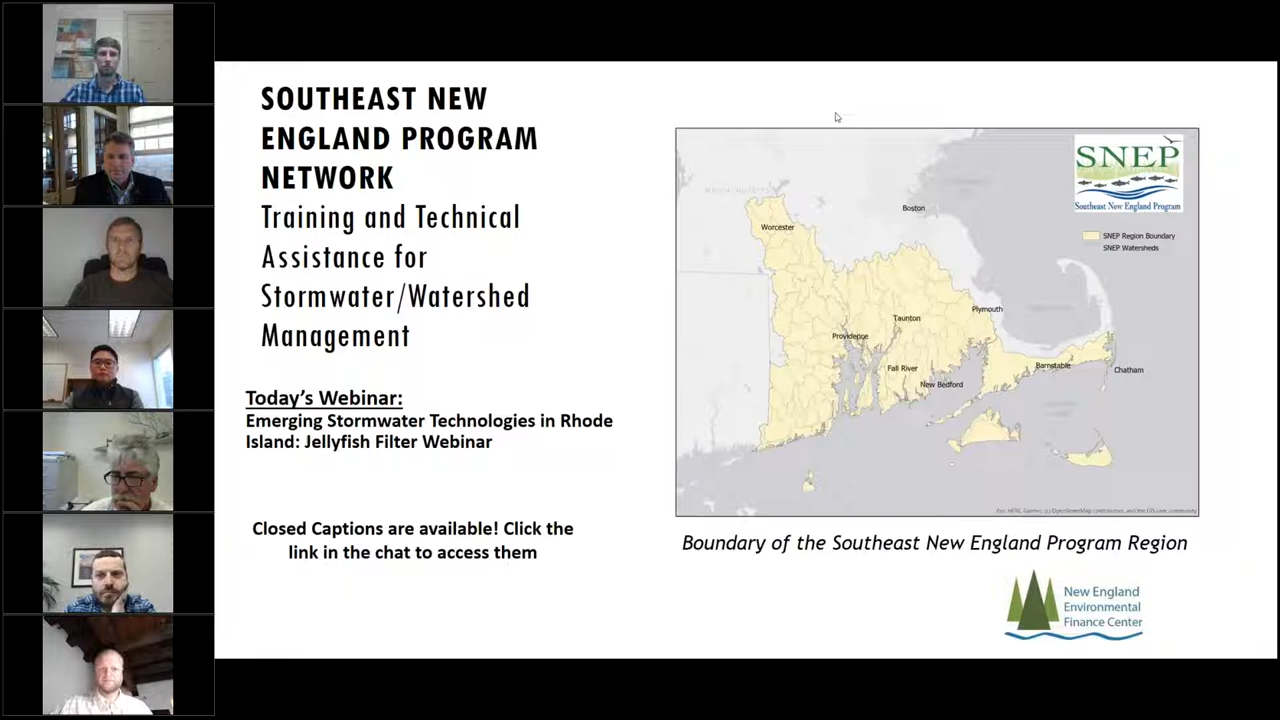 SOUTHEAST NEW
ENGLAND PROGRAM
NETWORK
Training and Technical
Assistance for
Stormwater/Watershed
Management
Today's Webinar:
Emerging Stormwater Technologies in Rhode
Island: Jellyfish Filter Webinar
Closed Captions are available! Click the
link in the chat to access them
SNEP
Southeast New England Program
SNEP Region Boundary
SNEP Watersheds
Boston
Worcester
Plymouth
Taunton
Providence
Fall River
Barnstable
Chatham
New Bedford
Boundary of the Southeast New England Program Region
New England
Environmental
Finance Center